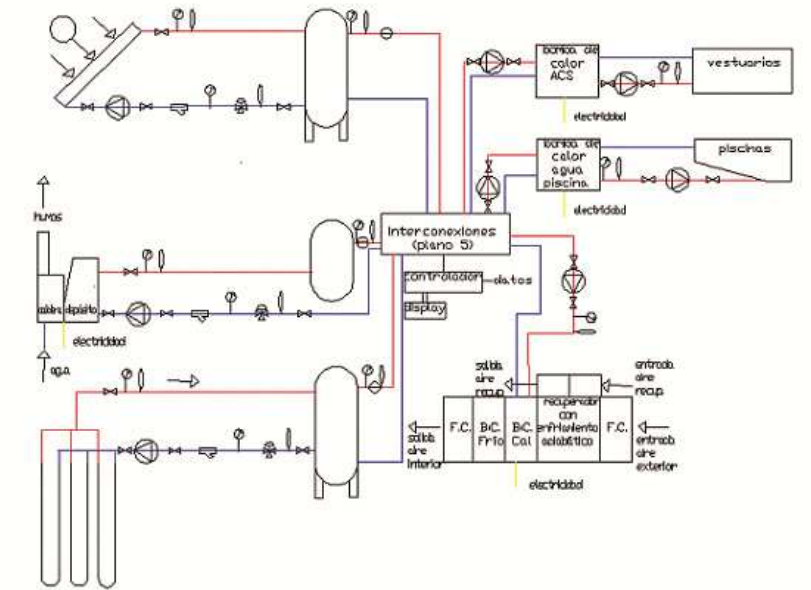 bomba de
calor
ACS
vestuarios
electricidad
bomba de
calor
agua
piscina
piscinas
electricidad
humos
Interconexiones
(plano 5)
controlador
datos
display
caldera
depósito
electricidad
agua
salida
aire
recup.
entrada
aire
recup.
F.C.
B.C.
Frío
B.C.
Cal
recuperador
con
enfriamiento
adiabático
F.C.
salida
aire
interior
entrada
aire
exterior
electricidad